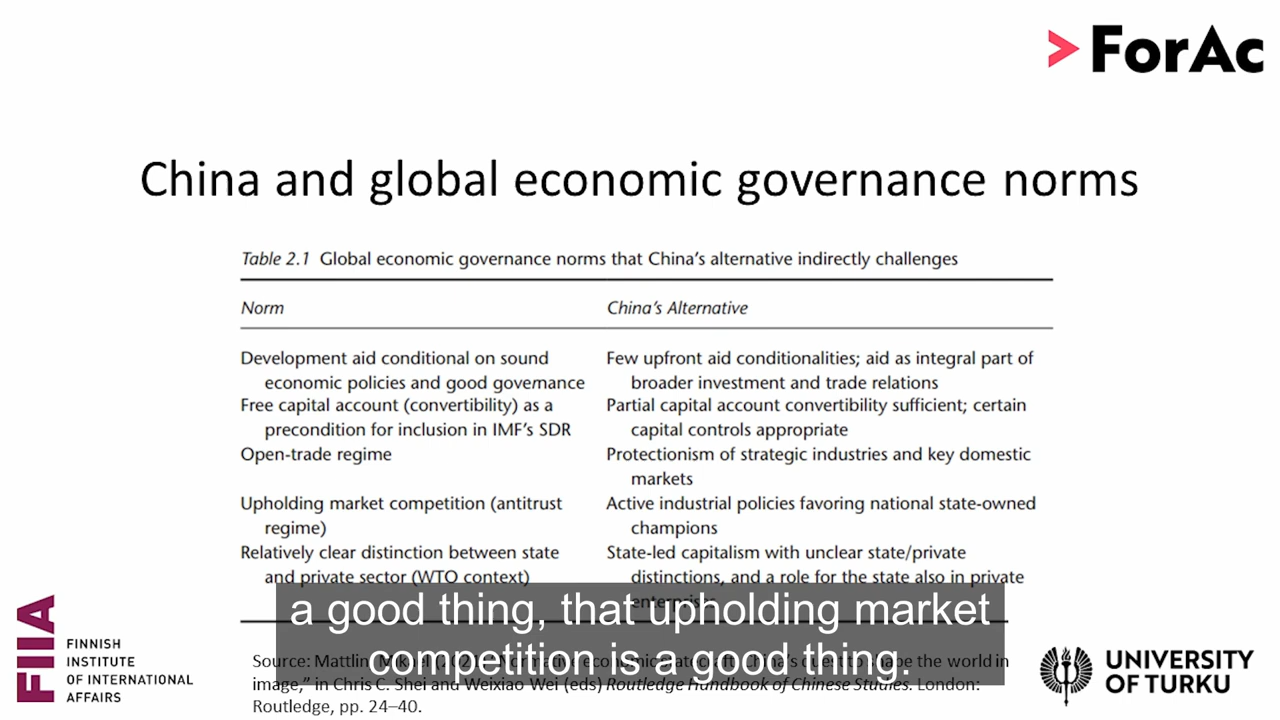 ForAc
China and global economic governance norms
Table 2.1 Global economic governance norms that China's alternative indirectly challenges
Norm
China's Alternative
Development aid conditional on sound
economic policies and good governance
Few upfront aid conditionalities; aid as integral part of
broader investment and trade relations
Free capital account (convertibility) as a
precondition for inclusion in IMF's SDR
Partial capital account convertibility sufficient; certain
capital controls appropriate
Open-trade regime
Protectionism of strategic industries and key domestic
markets
Upholding market competition (antitrust
regime)
Active industrial policies favoring national state-owned
champions
Relatively clear distinction between state
and private sector (WTO context)
State-led capitalism with unclear state/private
distinctions, and a role for the state also in private
a good thing, that upholding market
competition is a good thing.
Source: Mattlin, world in
image," in Chris C. Shei and Weixiao Wei (eds) Routledge Handbook of Chinese Studies. London:
Routledge, pp. 24–40.
FIIA
FINNISH
INSTITUTE
OF INTERNATIONAL
AFFAIRS
UNIVERSITY
OF TURKU